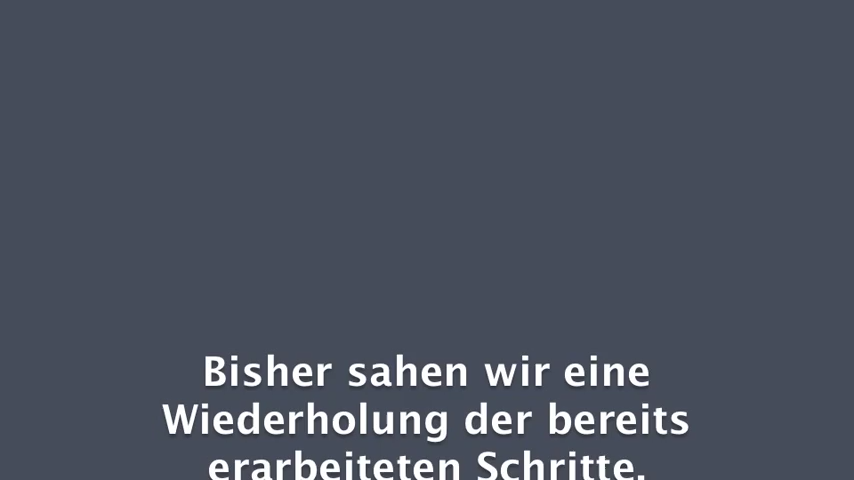 Bisher sahen wir eine
Wiederholung der bereits
erarbeiteten Schritte.